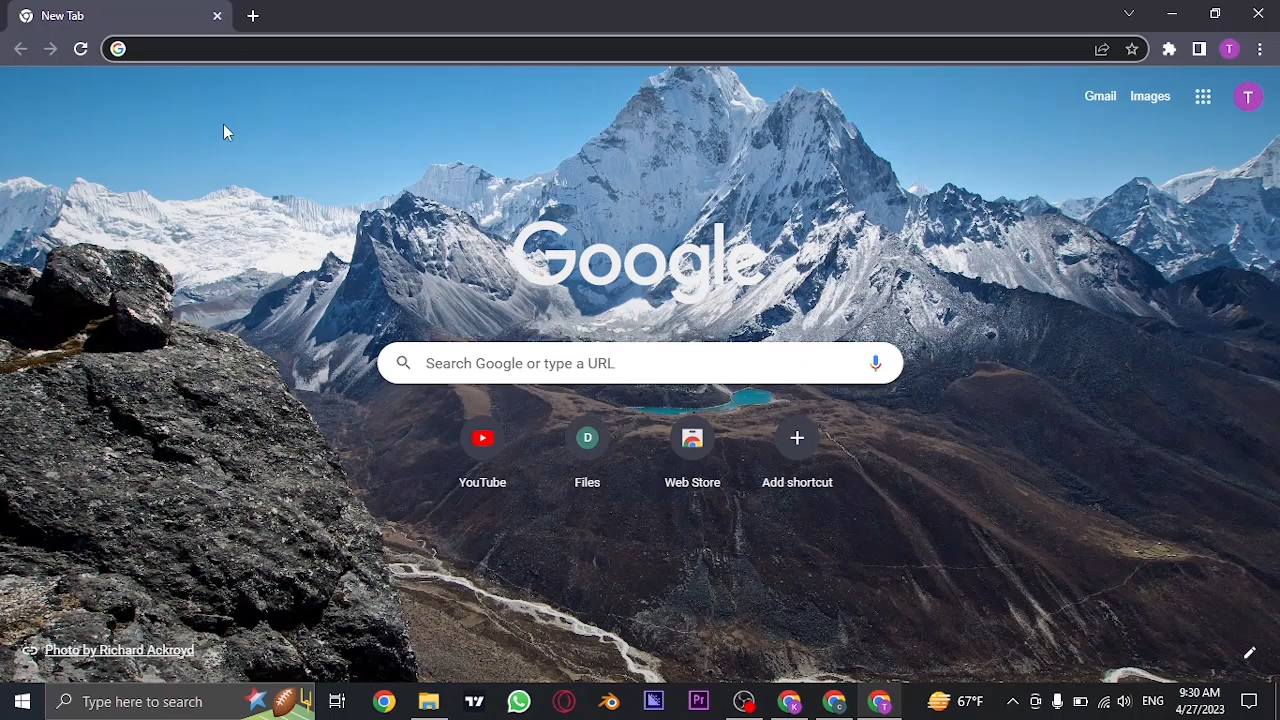 New Tab
Gmail Images
T
T
Google
Search Google or type a URL
D
YouTube Files Web Store Add shortcut
Photo by Richard Ackroyd
Type here to search
Pr
K
C
T
67°F
ENG
9:30 AM
4/27/2023